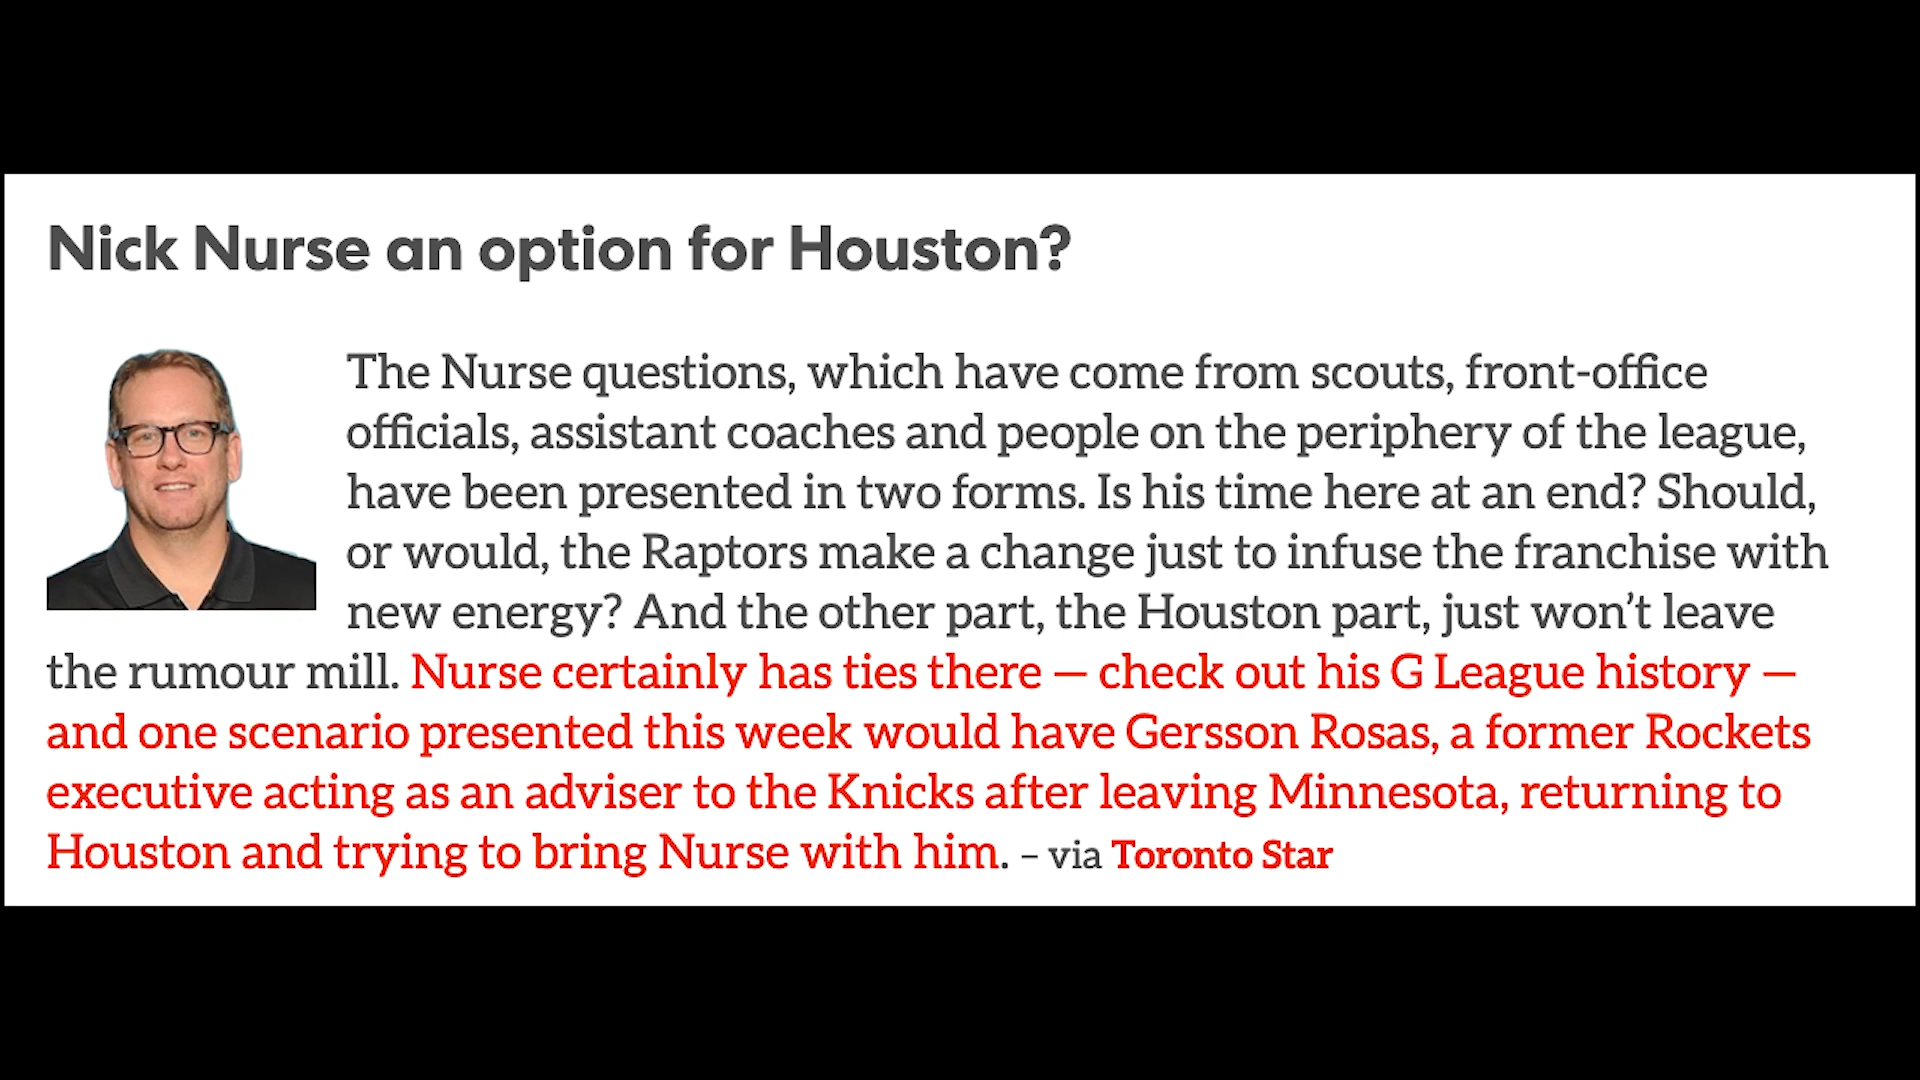 Nick Nurse an option for Houston?
The Nurse questions, which have come from scouts, front-office
officials, assistant coaches and people on the periphery of the league,
have been presented in two forms. Is his time here at an end? Should,
or would, the Raptors make a change just to infuse the franchise with
new energy? And the other part, the Houston part, just won’t leave
the rumour mill. Nurse certainly has ties there — check out his G League history —
and one scenario presented this week would have Gersson Rosas, a former Rockets
executive acting as an adviser to the Knicks after leaving Minnesota, returning to
Houston and trying to bring Nurse with him. – via Toronto Star